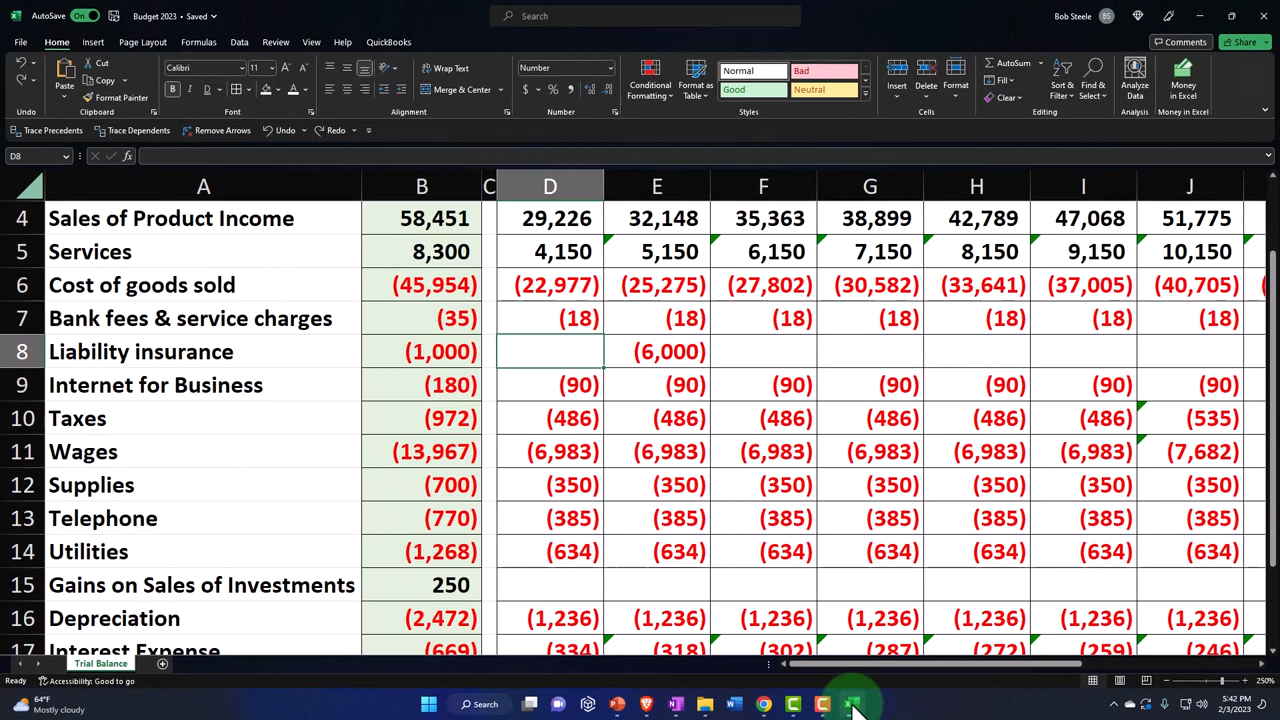 AutoSave On Budget 2023 • Saved Search Bob Steele BS
File Home Insert Page Layout Formulas Data Review View Help QuickBooks Comments Share
Paste Cut Copy Format Painter Calibri 11 B I U Wrap Text Merge & Center Number $ % Conditional Formatting Format as Table Normal Bad Good Neutral Insert Delete Format AutoSum Fill Clear Sort & Filter Find & Select Analyze Data Money in Excel
Undo Clipboard Font Alignment Number Styles Cells Editing Analysis Money in Excel
Trace Precedents Trace Dependents Remove Arrows Undo Redo
D8 fx
A B C D E F G H I J
4 Sales of Product Income 58,451 29,226 32,148 35,363 38,899 42,789 47,068 51,775
5 Services 8,300 4,150 5,150 6,150 7,150 8,150 9,150 10,150
6 Cost of goods sold (45,954) (22,977) (25,275) (27,802) (30,582) (33,641) (37,005) (40,705)
7 Bank fees & service charges (35) (18) (18) (18) (18) (18) (18) (18)
8 Liability insurance (1,000) (6,000)
9 Internet for Business (180) (90) (90) (90) (90) (90) (90) (90)
10 Taxes (972) (486) (486) (486) (486) (486) (486) (535)
11 Wages (13,967) (6,983) (6,983) (6,983) (6,983) (6,983) (6,983) (7,682)
12 Supplies (700) (350) (350) (350) (350) (350) (350) (350)
13 Telephone (770) (385) (385) (385) (385) (385) (385) (385)
14 Utilities (1,268) (634) (634) (634) (634) (634) (634) (634)
15 Gains on Sales of Investments 250
16 Depreciation (2,472) (1,236) (1,236) (1,236) (1,236) (1,236) (1,236) (1,236)
17 Interest Expense (669) (334) (318) (302) (287) (272) (259) (246)
Trial Balance
Ready Accessibility: Good to go 250%
64°F Mostly cloudy Search 5:42 PM 2/3/2023